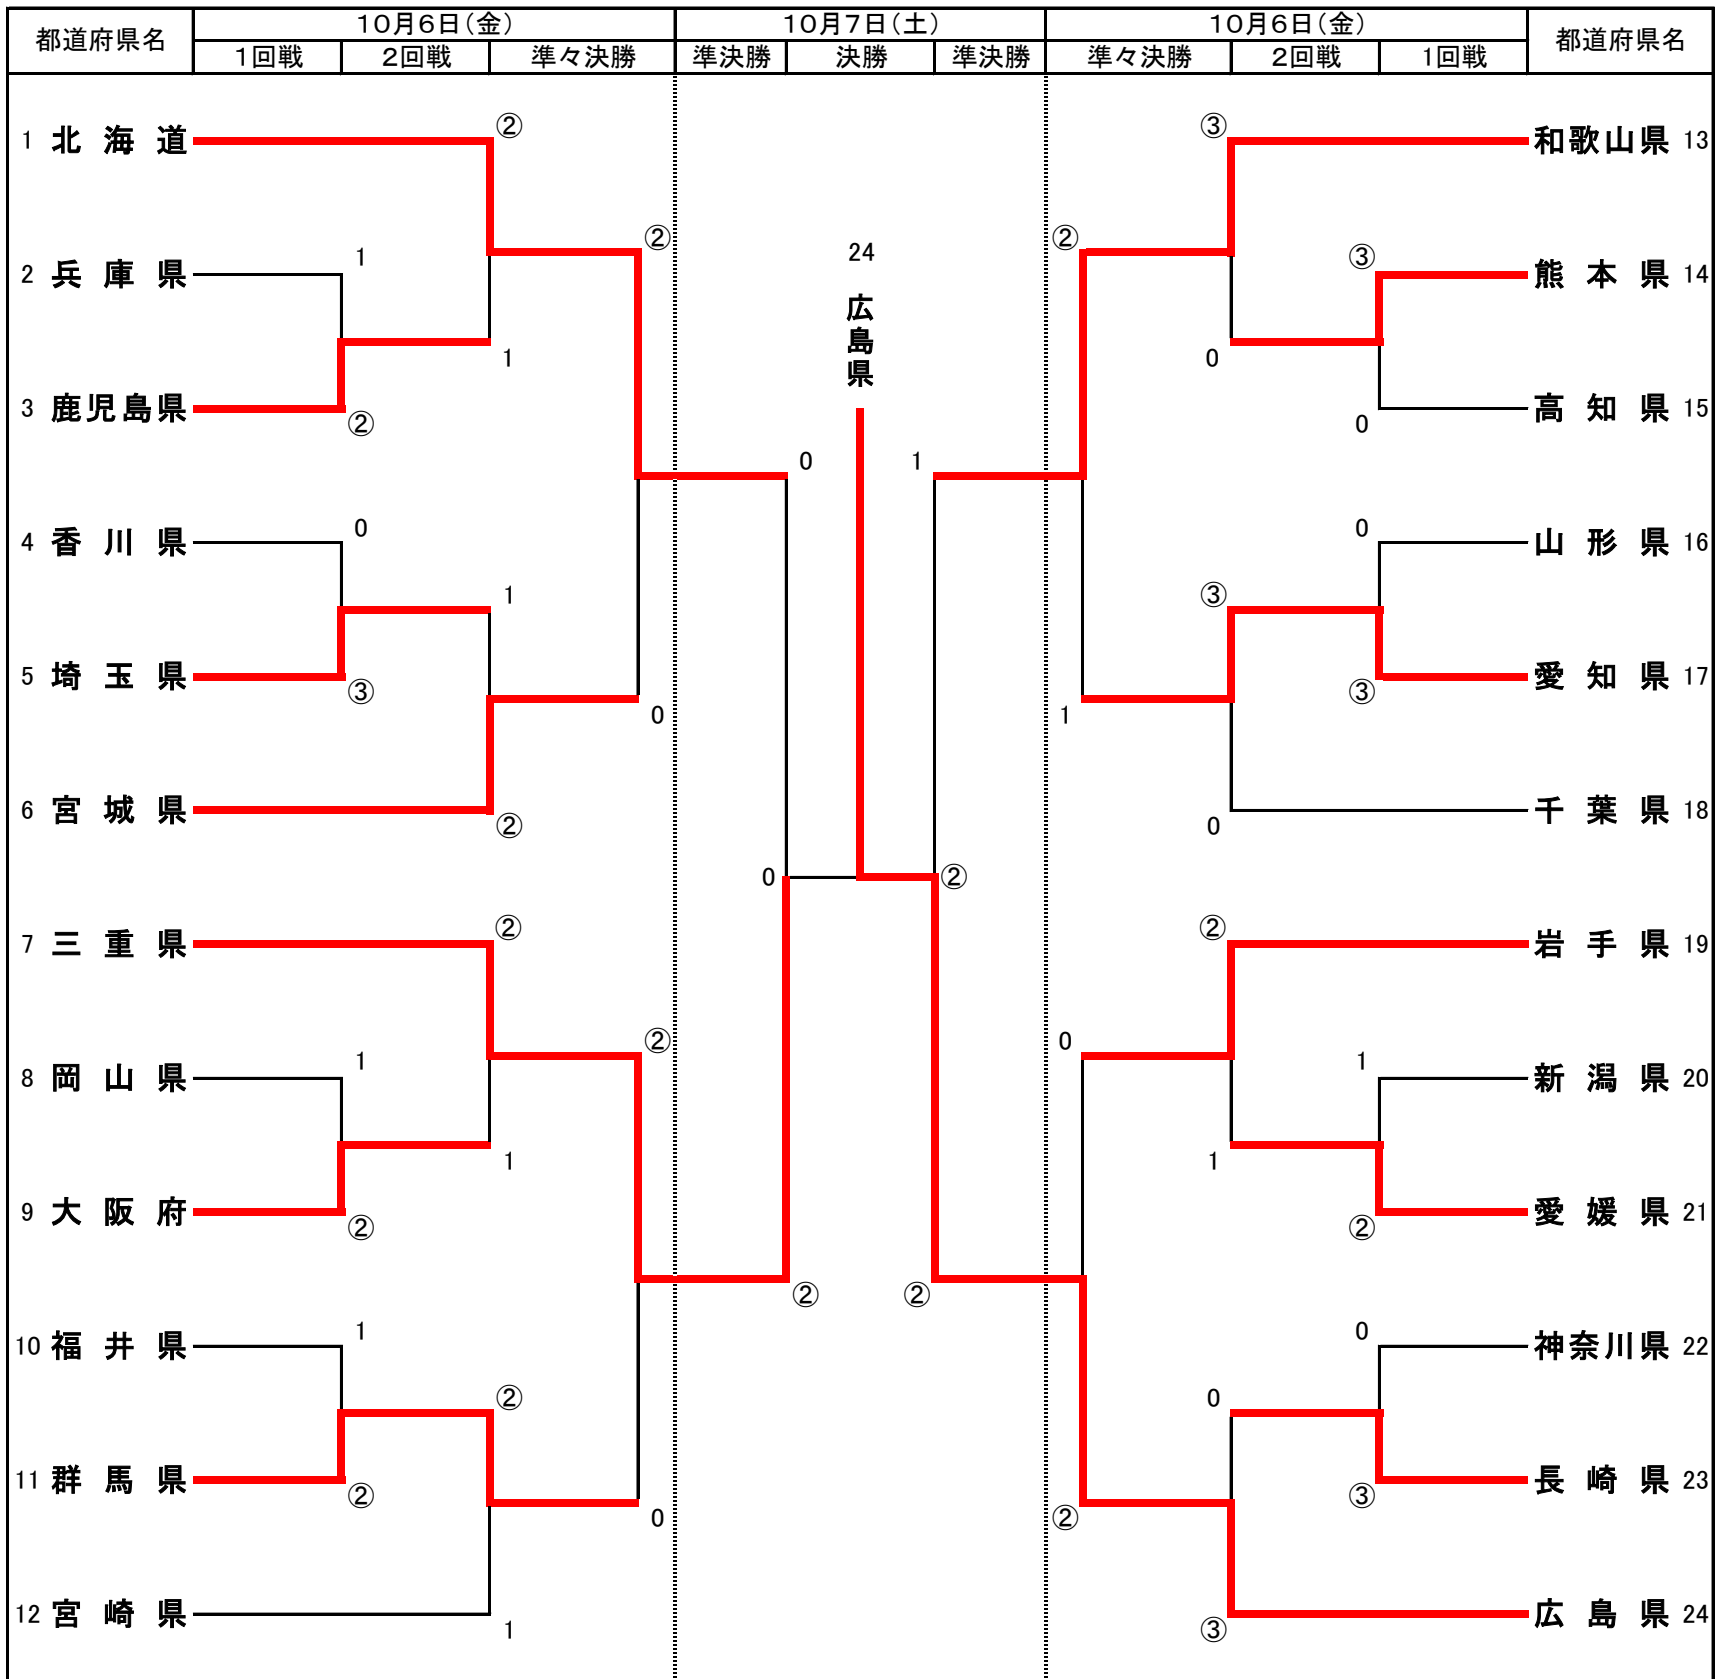 都道府県名 10月6日(金) 10月7日(土) 10月6日(金) 都道府県名
1回戦 2回戦 準々決勝 準決勝 決勝 準決勝 準々決勝 2回戦 1回戦
② ③
1 北海道 和歌山県 13
② 24 ②
1 ③
2 兵庫県 熊本県 14
広島県
1 0
3 鹿児島県 高知県 15
② 0
0 1
0 0
4 香川県 山形県 16
1 ③
5 埼玉県 愛知県 17
③ ③
0 1
6 宮城県 千葉県 18
② 0
0 ②
② ②
7 三重県 岩手県 19
② 0
1 1
8 岡山県 新潟県 20
1 1
9 大阪府 愛媛県 21
② ②
② ②
1 0
10 福井県 神奈川県 22
② 0
11 群馬県 長崎県 23
② ③
0 ②
12 宮崎県 広島県 24
1 ③